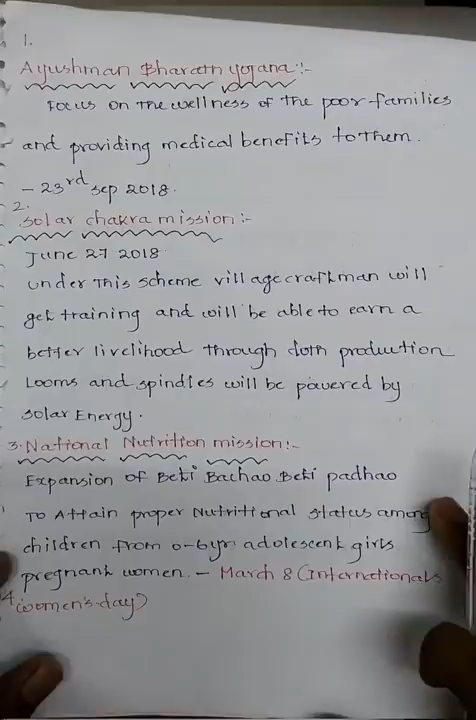 1.
Ayushman Bharath yojana:-
Focus on the wellness of the poor families
and providing medical benefits to them.
- 23rd sep 2018.
2.
solar chakra mission:-
June 27 2018
under This scheme village craftman will
get training and will be able to earn a
better livelihood through cloth production
Looms and spindles will be powered by
solar Energy.
3. National Nutrition mission:-
Expansion of Beti Bachao Beti padhao
To Attain proper Nutritional status among
children from 0-6yrs adolescent girls
pregnant women. - March 8 (Internationals
4. women's day)